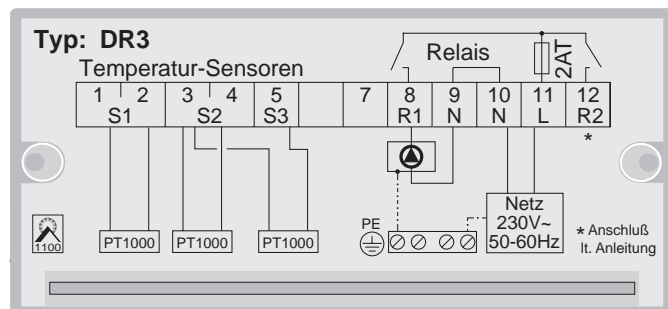 Typ: DR3
Temperatur-Sensoren
Relais
2AT
1 2 3 4 5 7 8 9 10 11 12
S1 S2 S3 R1 N N L R2
*
PE
Netz
230V~
50-60Hz
* Anschluß
lt. Anleitung
1100
PT1000 PT1000 PT1000